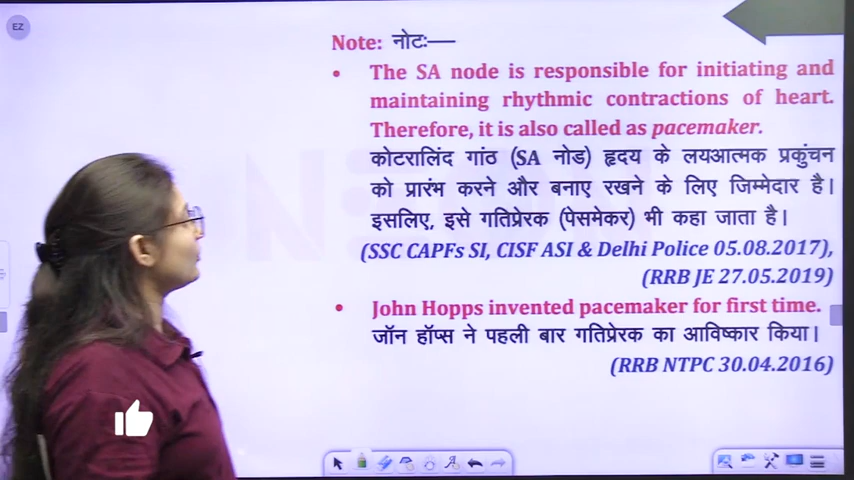 EZ
Note: नोटः—
• The SA node is responsible for initiating and
maintaining rhythmic contractions of heart.
Therefore, it is also called as pacemaker.
कोटरालिंद गांठ (SA नोड) हृदय के लयआत्मक प्रकुंचन
को प्रारंभ करने और बनाए रखने के लिए जिम्मेदार है।
इसलिए, इसे गतिप्रेरक (पेसमेकर) भी कहा जाता है।
(SSC CAPFs SI, CISF ASI & Delhi Police 05.08.2017),
(RRB JE 27.05.2019)
• John Hopps invented pacemaker for first time.
जॉन हॉप्स ने पहली बार गतिप्रेरक का आविष्कार किया।
(RRB NTPC 30.04.2016)